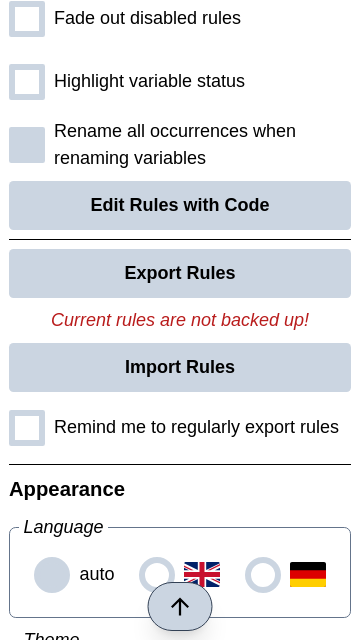 Fade out disabled rules
Highlight variable status
Rename all occurrences when
renaming variables
Edit Rules with Code
Export Rules
Current rules are not backed up!
Import Rules
Remind me to regularly export rules
Appearance
Language
auto
Theme